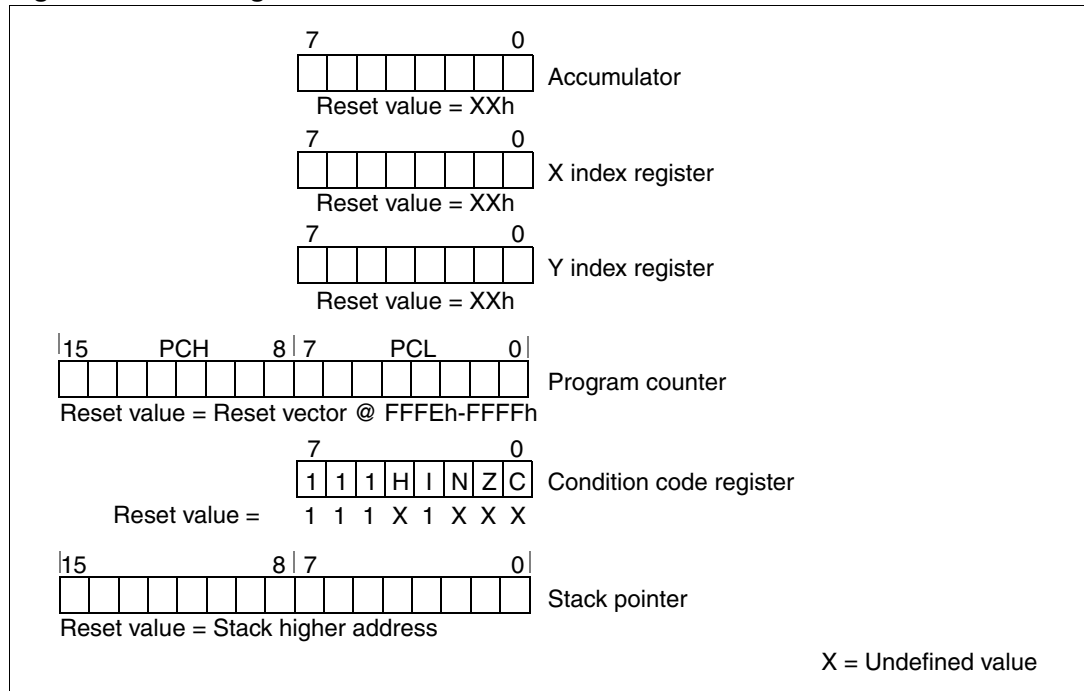 7 0
Accumulator
Reset value = XXh
7 0
X index register
Reset value = XXh
7 0
Y index register
Reset value = XXh
15 PCH 8 7 PCL 0
Program counter
Reset value = Reset vector @ FFFEh-FFFFh
7 0
1 1 1 H I N Z C Condition code register
Reset value = 1 1 1 X 1 X X X
15 8 7 0
Stack pointer
Reset value = Stack higher address
X = Undefined value